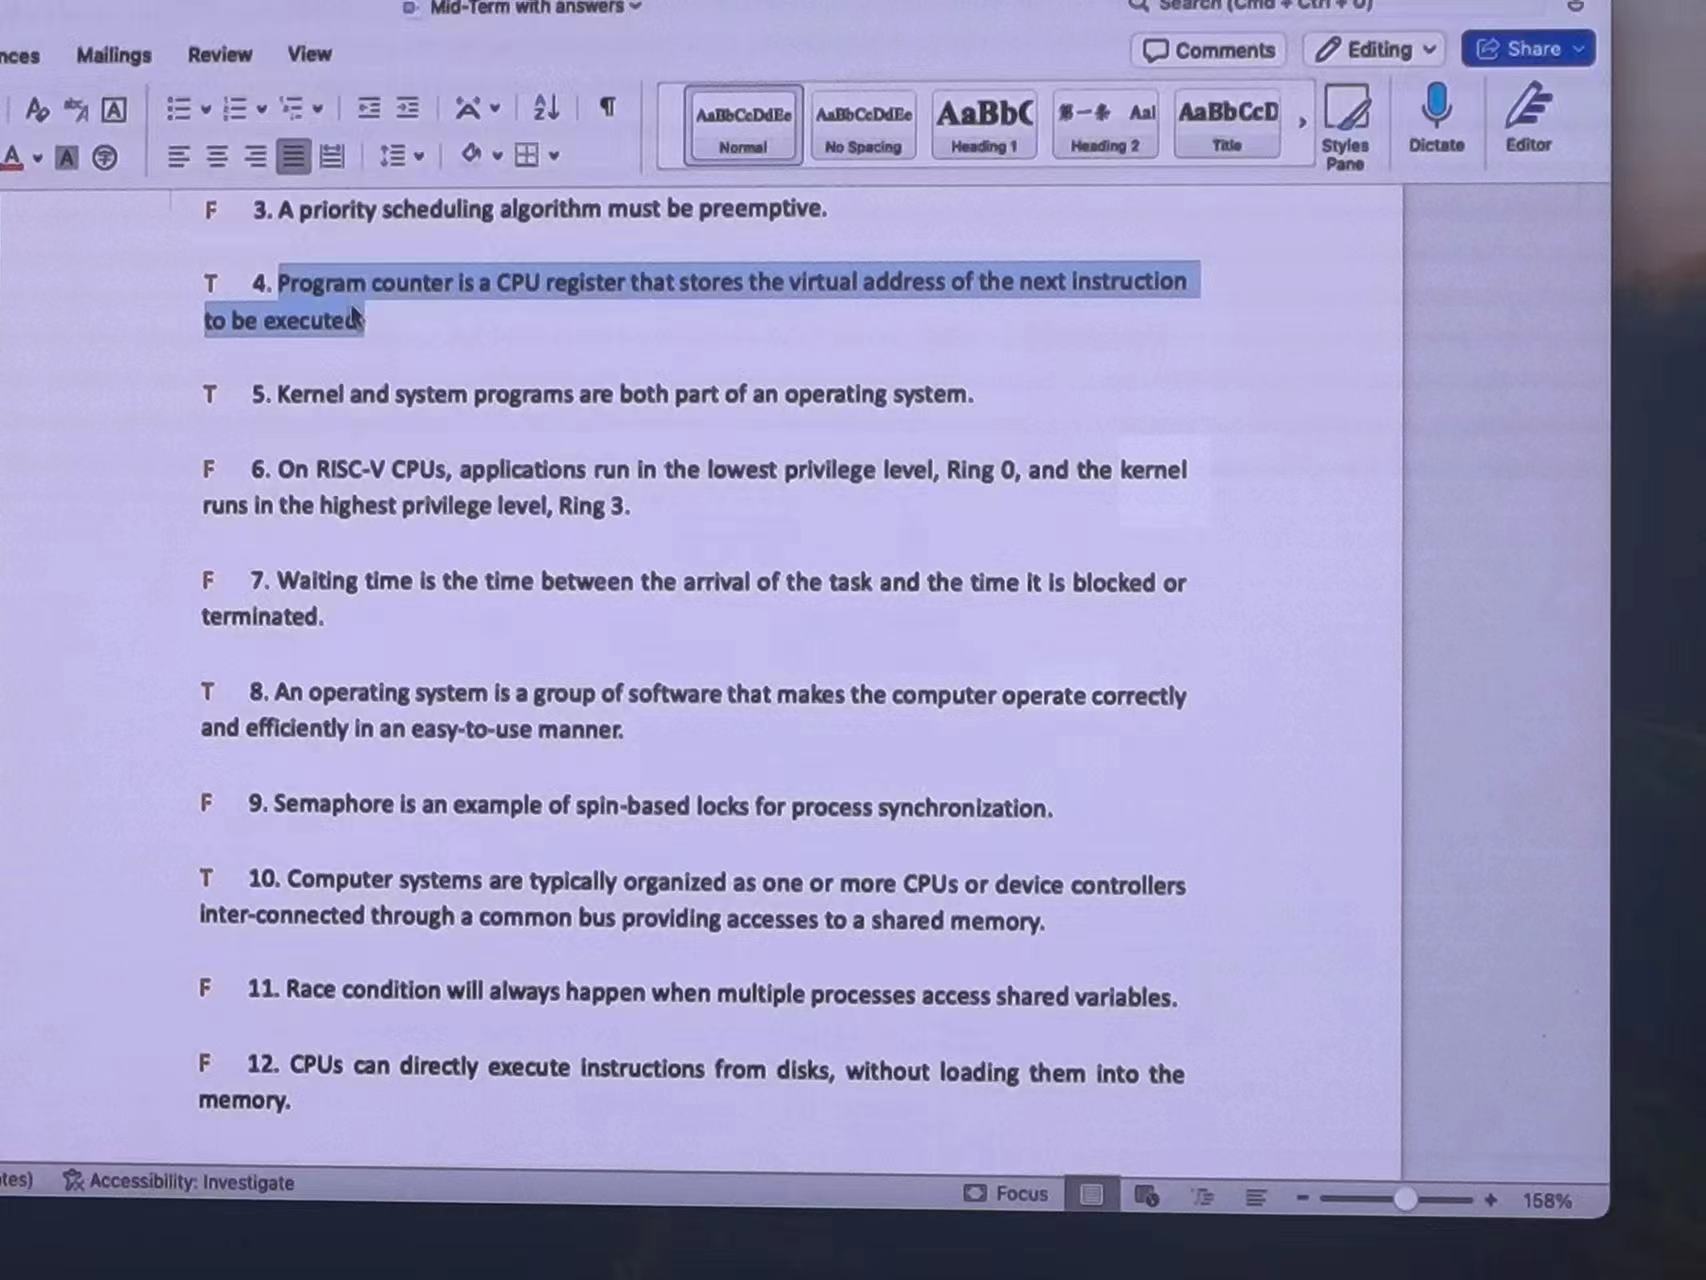 Mid-Term with answers
Search (Cmd + Ctrl + U)
nces Mailings Review View
Comments Editing Share
AaBbCcDdEe AaBbCcDdEe AaBbC 第一条 AaI AaBbCcD
Normal No Spacing Heading 1 Heading 2 Title
Styles Pane
Dictate
Editor
F 3. A priority scheduling algorithm must be preemptive.
T 4. Program counter is a CPU register that stores the virtual address of the next instruction
to be executed
T 5. Kernel and system programs are both part of an operating system.
F 6. On RISC-V CPUs, applications run in the lowest privilege level, Ring 0, and the kernel
runs in the highest privilege level, Ring 3.
F 7. Waiting time is the time between the arrival of the task and the time it is blocked or
terminated.
T 8. An operating system is a group of software that makes the computer operate correctly
and efficiently in an easy-to-use manner.
F 9. Semaphore is an example of spin-based locks for process synchronization.
T 10. Computer systems are typically organized as one or more CPUs or device controllers
inter-connected through a common bus providing accesses to a shared memory.
F 11. Race condition will always happen when multiple processes access shared variables.
F 12. CPUs can directly execute instructions from disks, without loading them into the
memory.
ates) Accessibility: Investigate
Focus 158%